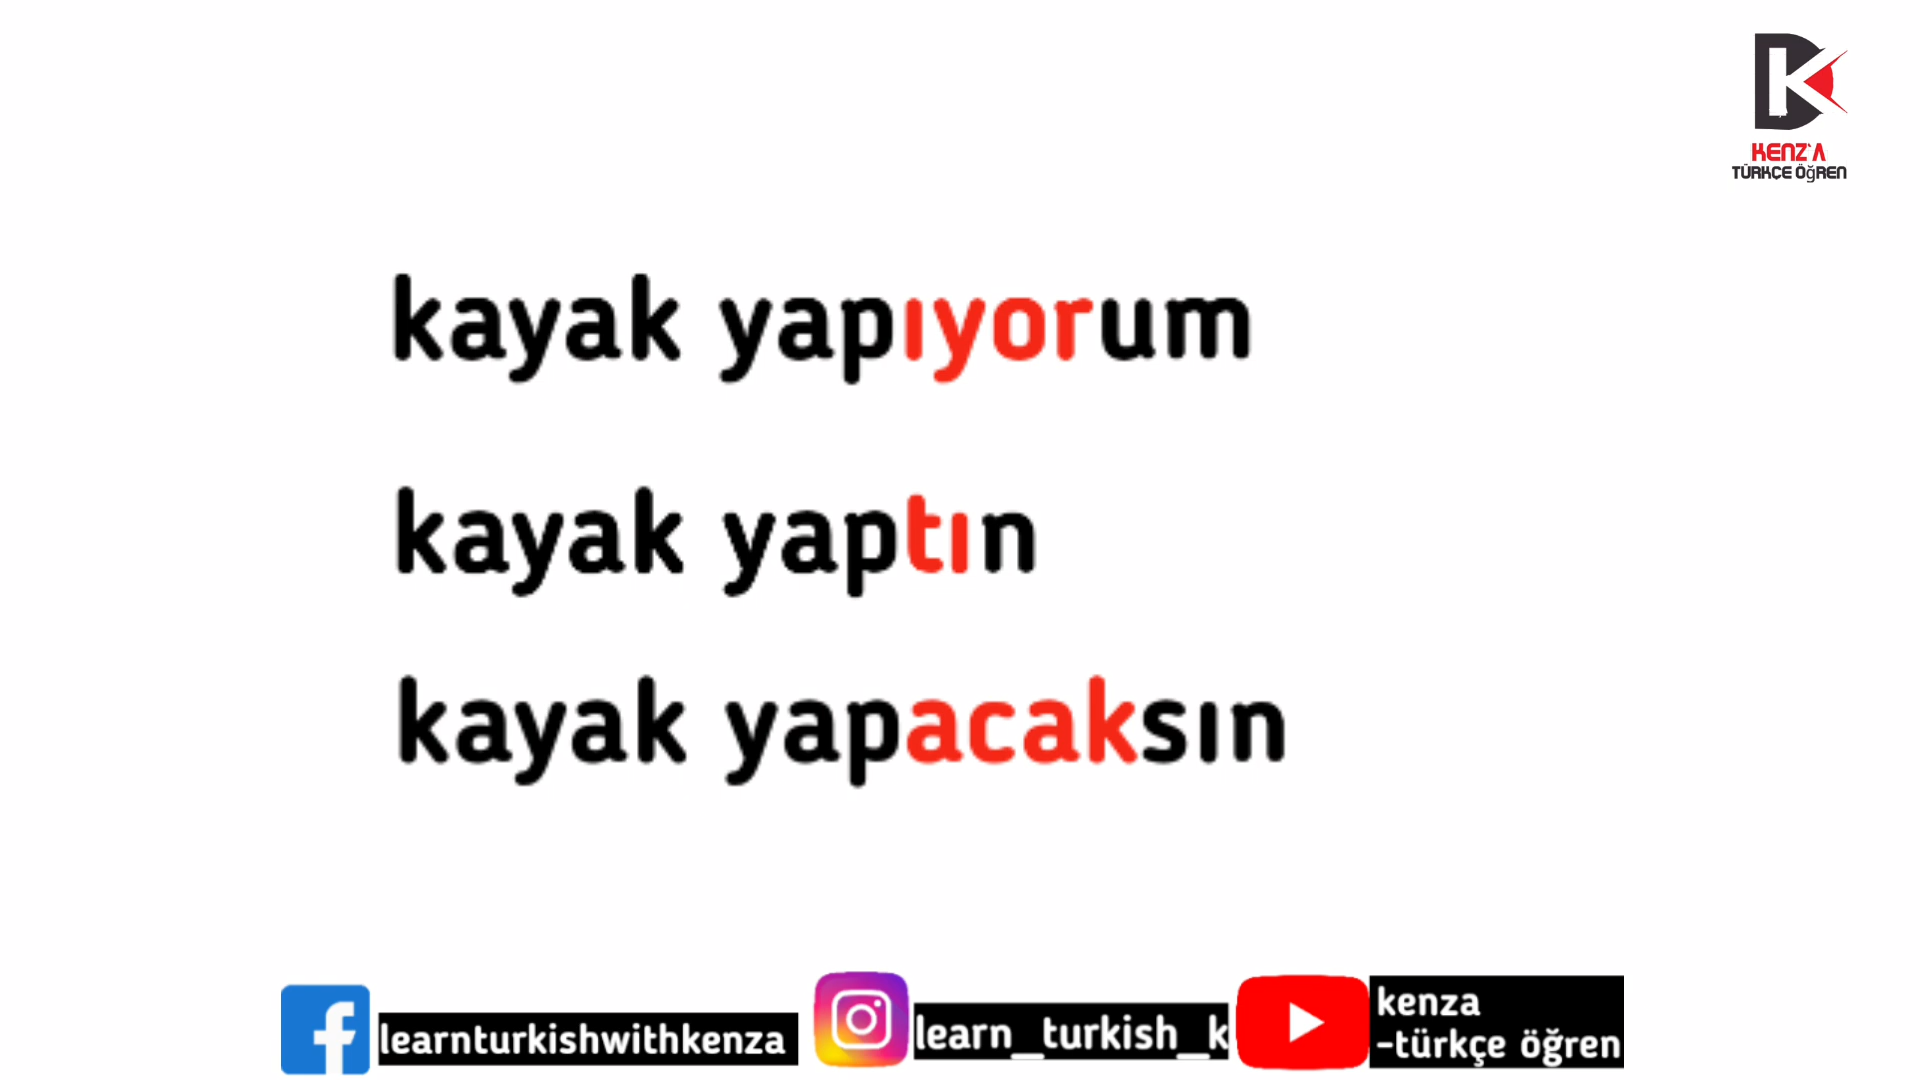 KENZ'A
TÜRKÇE ÖğREN
kayak yapıyorum
kayak yaptın
kayak yapacaksın
learnturkishwithkenza
learn_turkish_k
kenza
-türkçe öğren